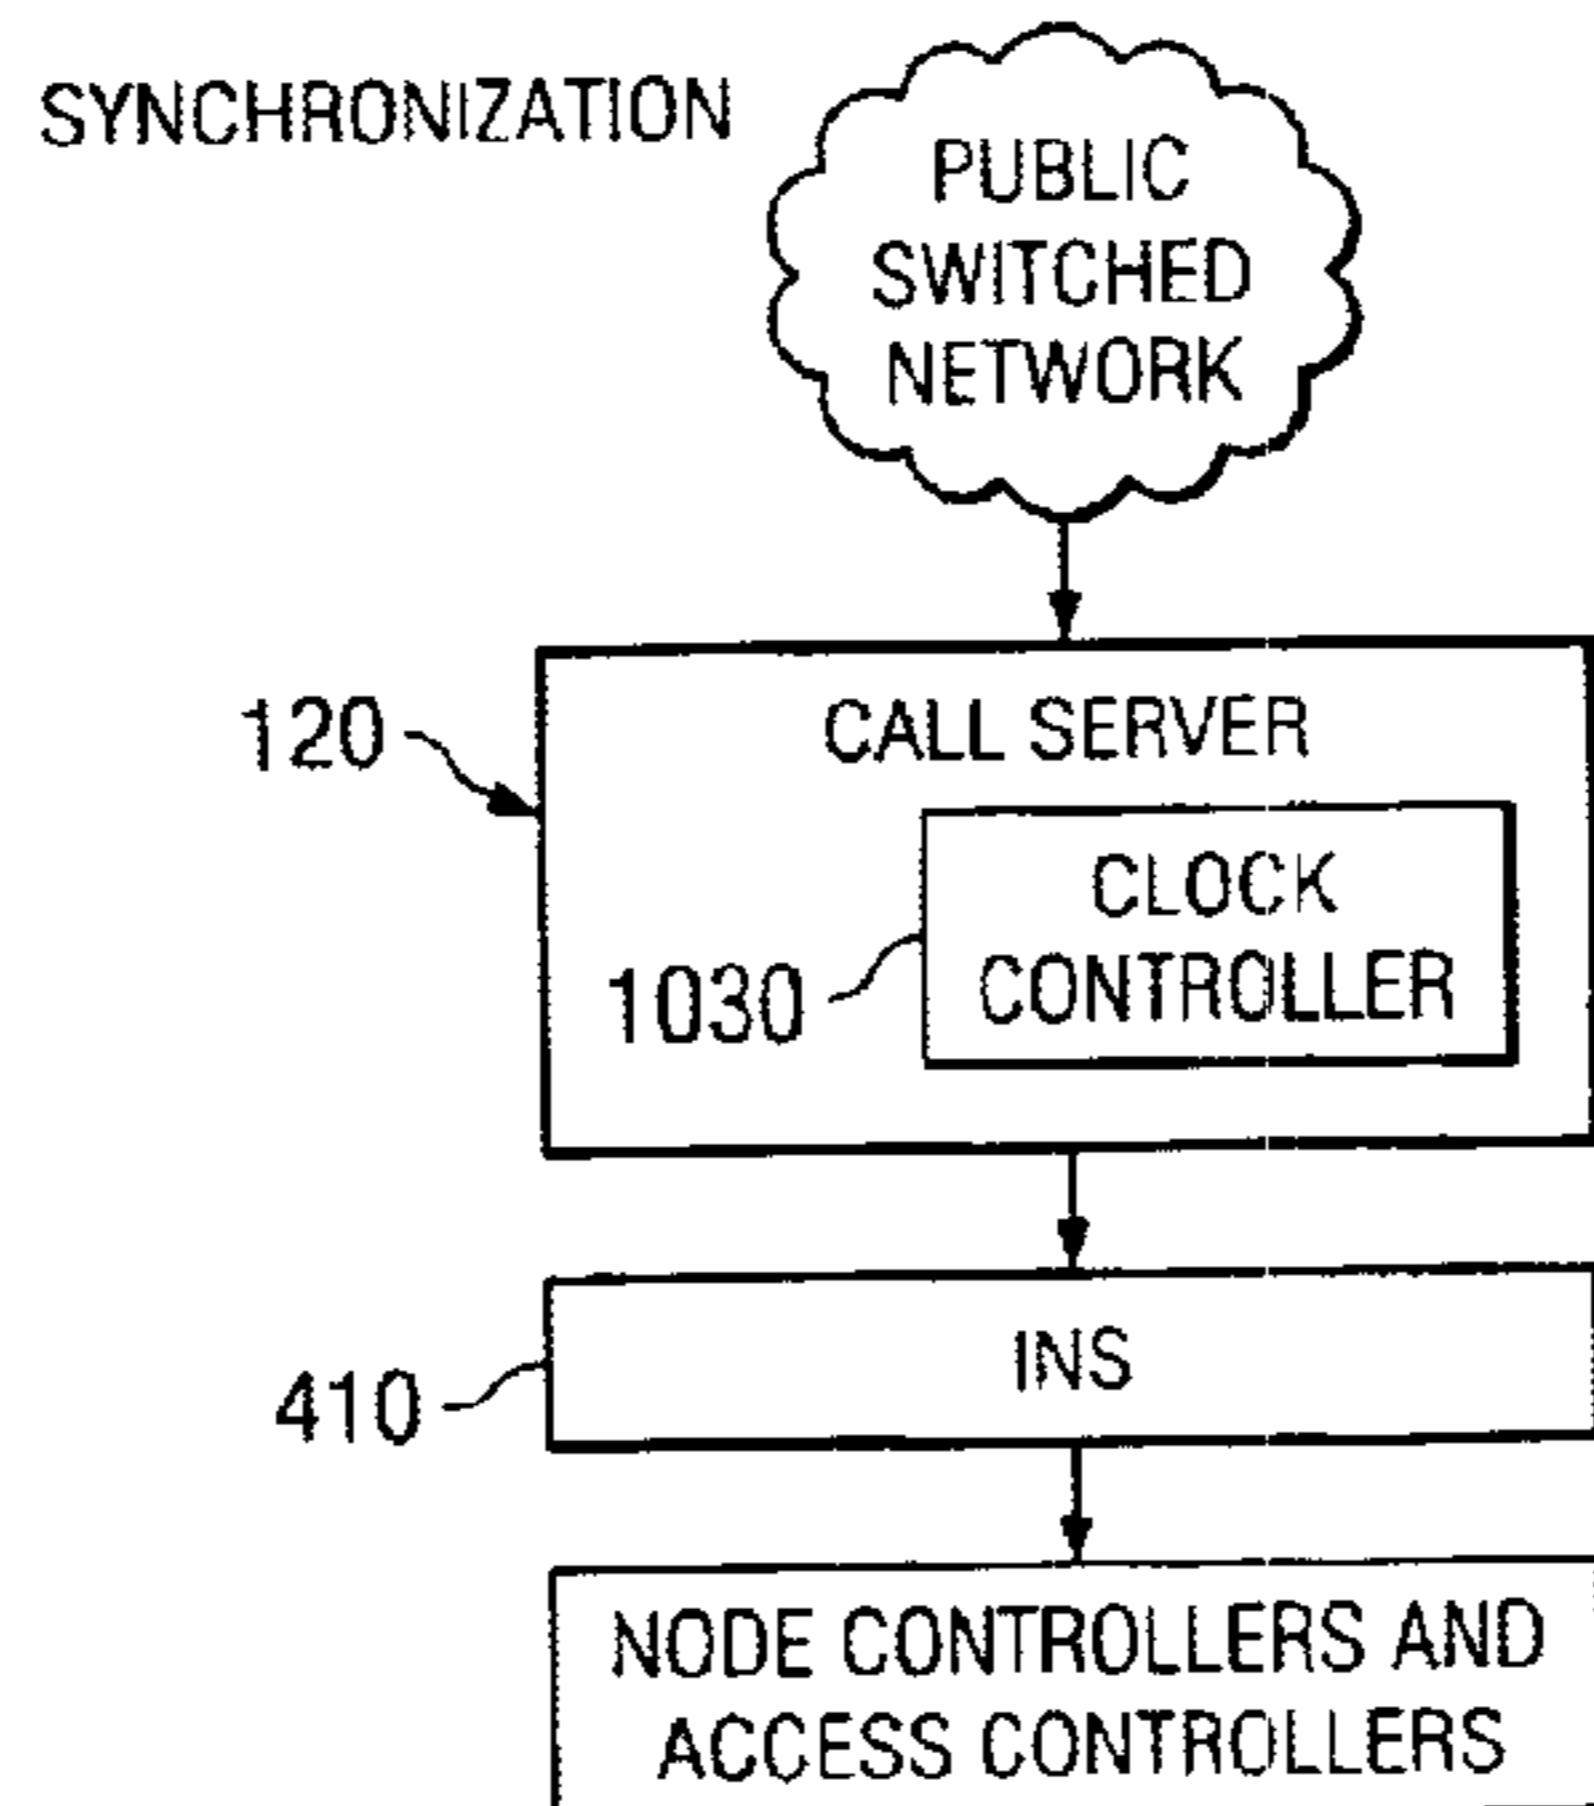 SYNCHRONIZATION
PUBLIC
SWITCHED
NETWORK
120
CALL SERVER
CLOCK
CONTROLLER
1030
INS
410
NODE CONTROLLERS AND
ACCESS CONTROLLERS